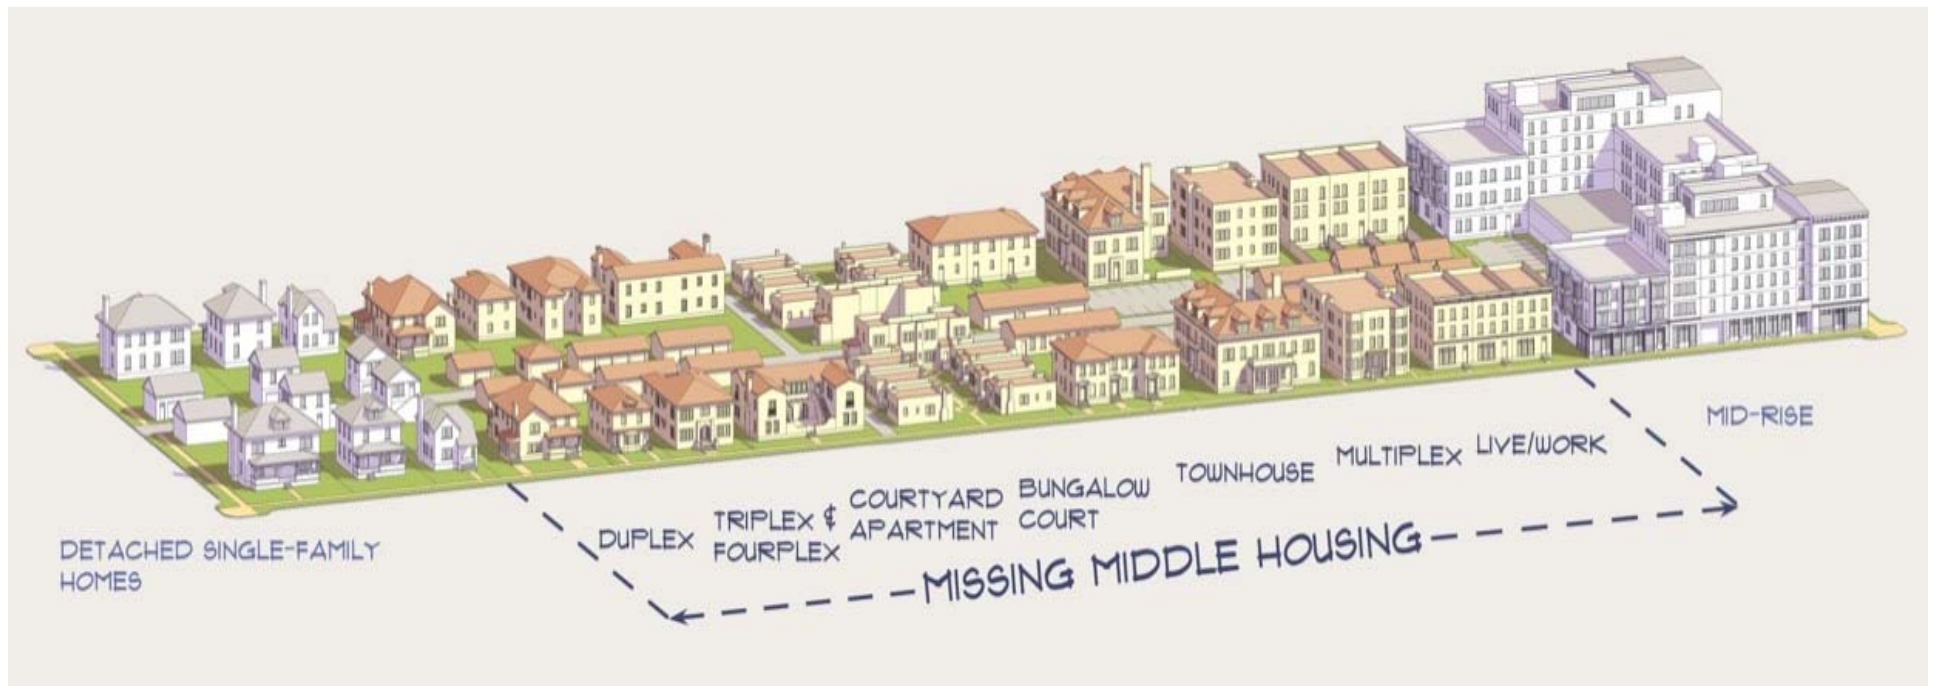 DETACHED SINGLE-FAMILY
HOMES
DUPLEX
TRIPLEX &
FOURPLEX
COURTYARD
APARTMENT
BUNGALOW
COURT
TOWNHOUSE
MULTIPLEX
LIVE/WORK
MID-RISE
MISSING MIDDLE HOUSING